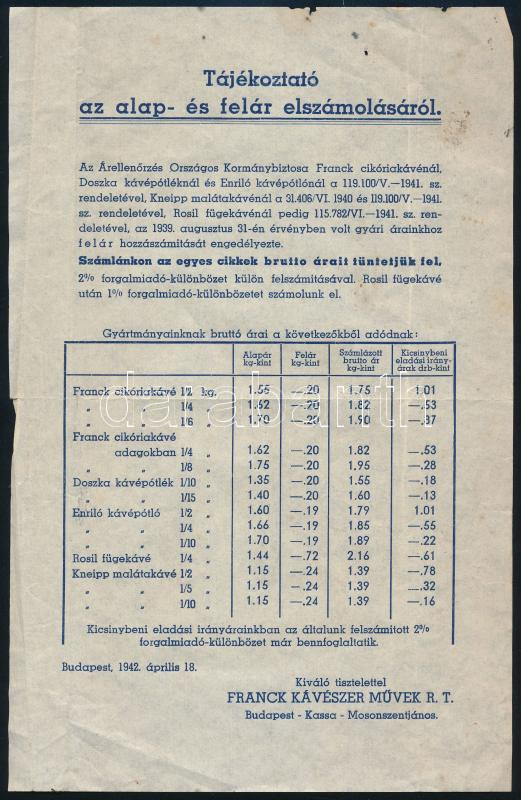 Tájékoztató
az alap- és felár elszámolásáról.
Az Árellenőrzés Országos Kormánybiztosa Franck cikóriakávénál,
Doszka kávépótléknál és Enriló kávépótlónál a 119.100/V.—1941. sz.
rendeletével, Kneipp malátakávénál a 31.406/VI. 1940 és 119.100/V.—1941.
sz. rendeletével, Rosil fügekávénál pedig 115.782/VI.—1941. sz. ren-
deletével, az 1939. augusztus 31-én érvényben volt gyári árainkhoz
felár hozzászámítását engedélyezte.
Számlánkon az egyes cikkek brutto árait tüntetjük fel,
2% forgalmiadó-különbözet külön felszámításával. Rosil fügekávé
után 1% forgalmiadó-különbözetet számolunk el.
Gyártmányainknak bruttó árai a következőkből adódnak:
Alapár kg-kint Felár kg-kint Számlázott brutto ár kg-kint Kicsinybeni eladási irány- árak drb-kint
Franck cikóriakávé 1/2 kg. 1.55 —.20 1.75 1.01
„ „ 1/4 „ 1.62 —.20 1.82 —.53
„ „ 1/6 „ 1.70 —.20 1.90 —.37
Franck cikóriakávé
adagokban 1/4 „ 1.62 —.20 1.82 —.53
„ „ 1/8 „ 1.75 —.20 1.95 —.28
Doszka kávépótlék 1/10 „ 1.35 —.20 1.55 —.18
„ „ 1/15 „ 1.40 —.20 1.60 —.13
Enriló kávépótló 1/2 „ 1.60 —.19 1.79 1.01
„ „ 1/4 „ 1.66 —.19 1.85 —.55
„ „ 1/10 „ 1.70 —.19 1.89 —.22
Rosil fügekávé 1/4 „ 1.44 —.72 2.16 —.61
Kneipp malátakávé 1/2 „ 1.15 —.24 1.39 —.78
„ „ 1/5 „ 1.15 —.24 1.39 —.32
„ „ 1/10 „ 1.15 —.24 1.39 —.16
Kicsinybeni eladási irányárainkban az általunk felszámított 2%
forgalmiadó-különbözet már bennfoglaltatik.
Budapest, 1942. április 18.
Kiváló tisztelettel
FRANCK KÁVÉSZER MŰVEK R. T.
Budapest - Kassa - Mosonszentjános.
darabanth